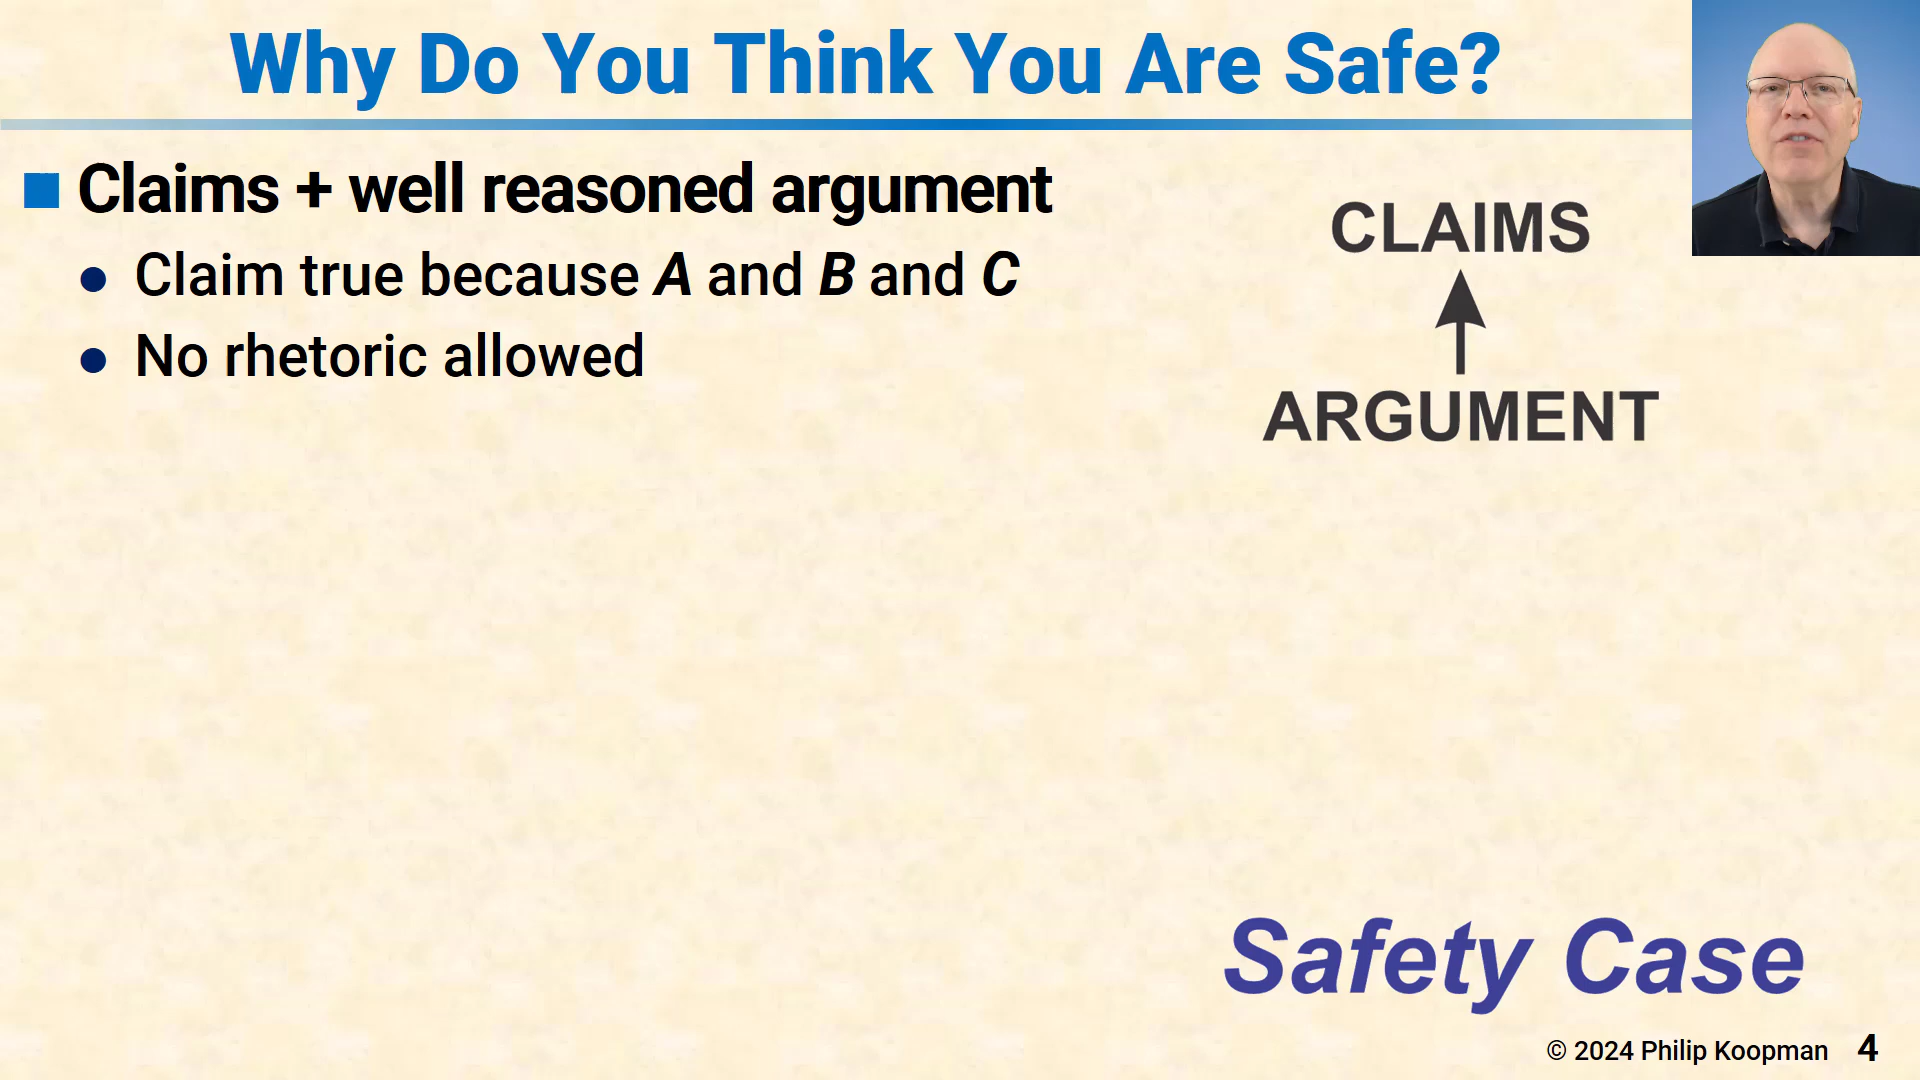 Why Do You Think You Are Safe?
Claims + well reasoned argument
Claim true because A and B and C
No rhetoric allowed
CLAIMS
ARGUMENT
Safety Case
© 2024 Philip Koopman 4